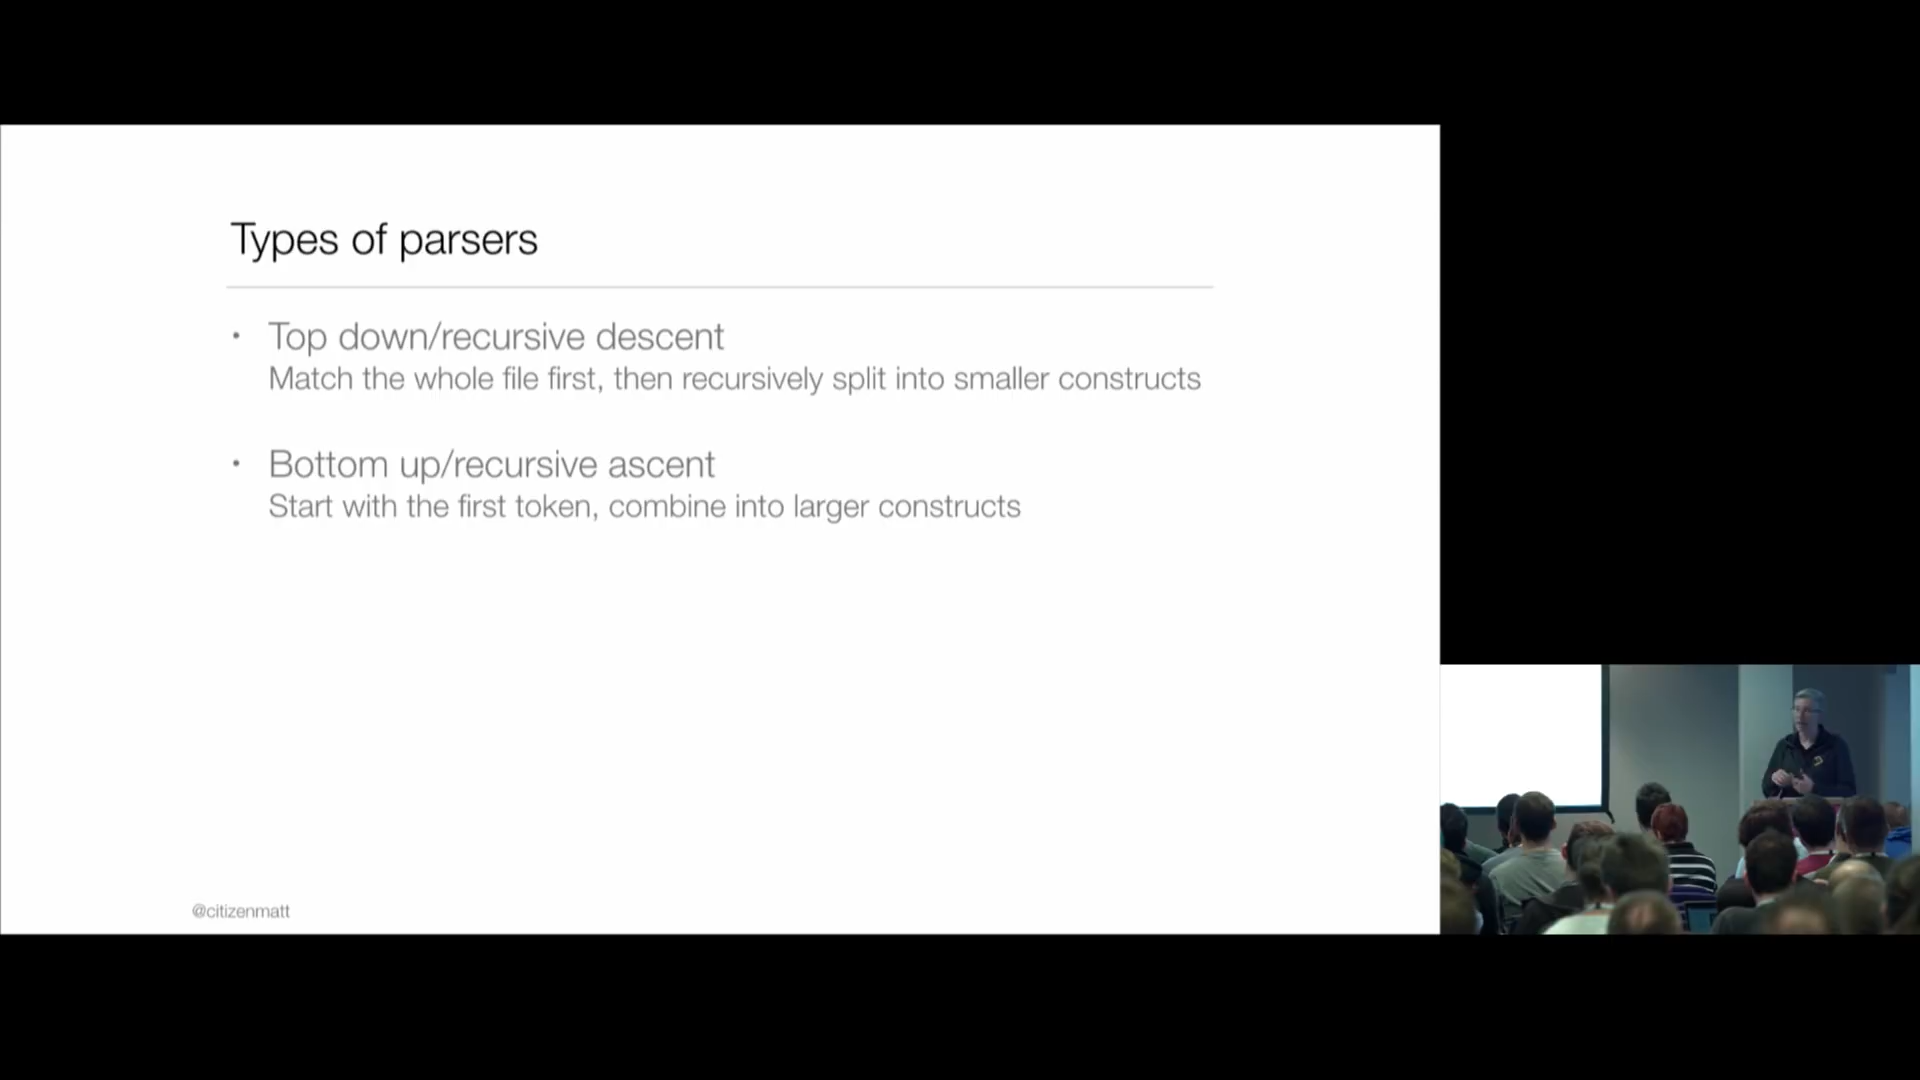 Types of parsers
• Top down/recursive descent
Match the whole file first, then recursively split into smaller constructs
• Bottom up/recursive ascent
Start with the first token, combine into larger constructs
@citizenmatt